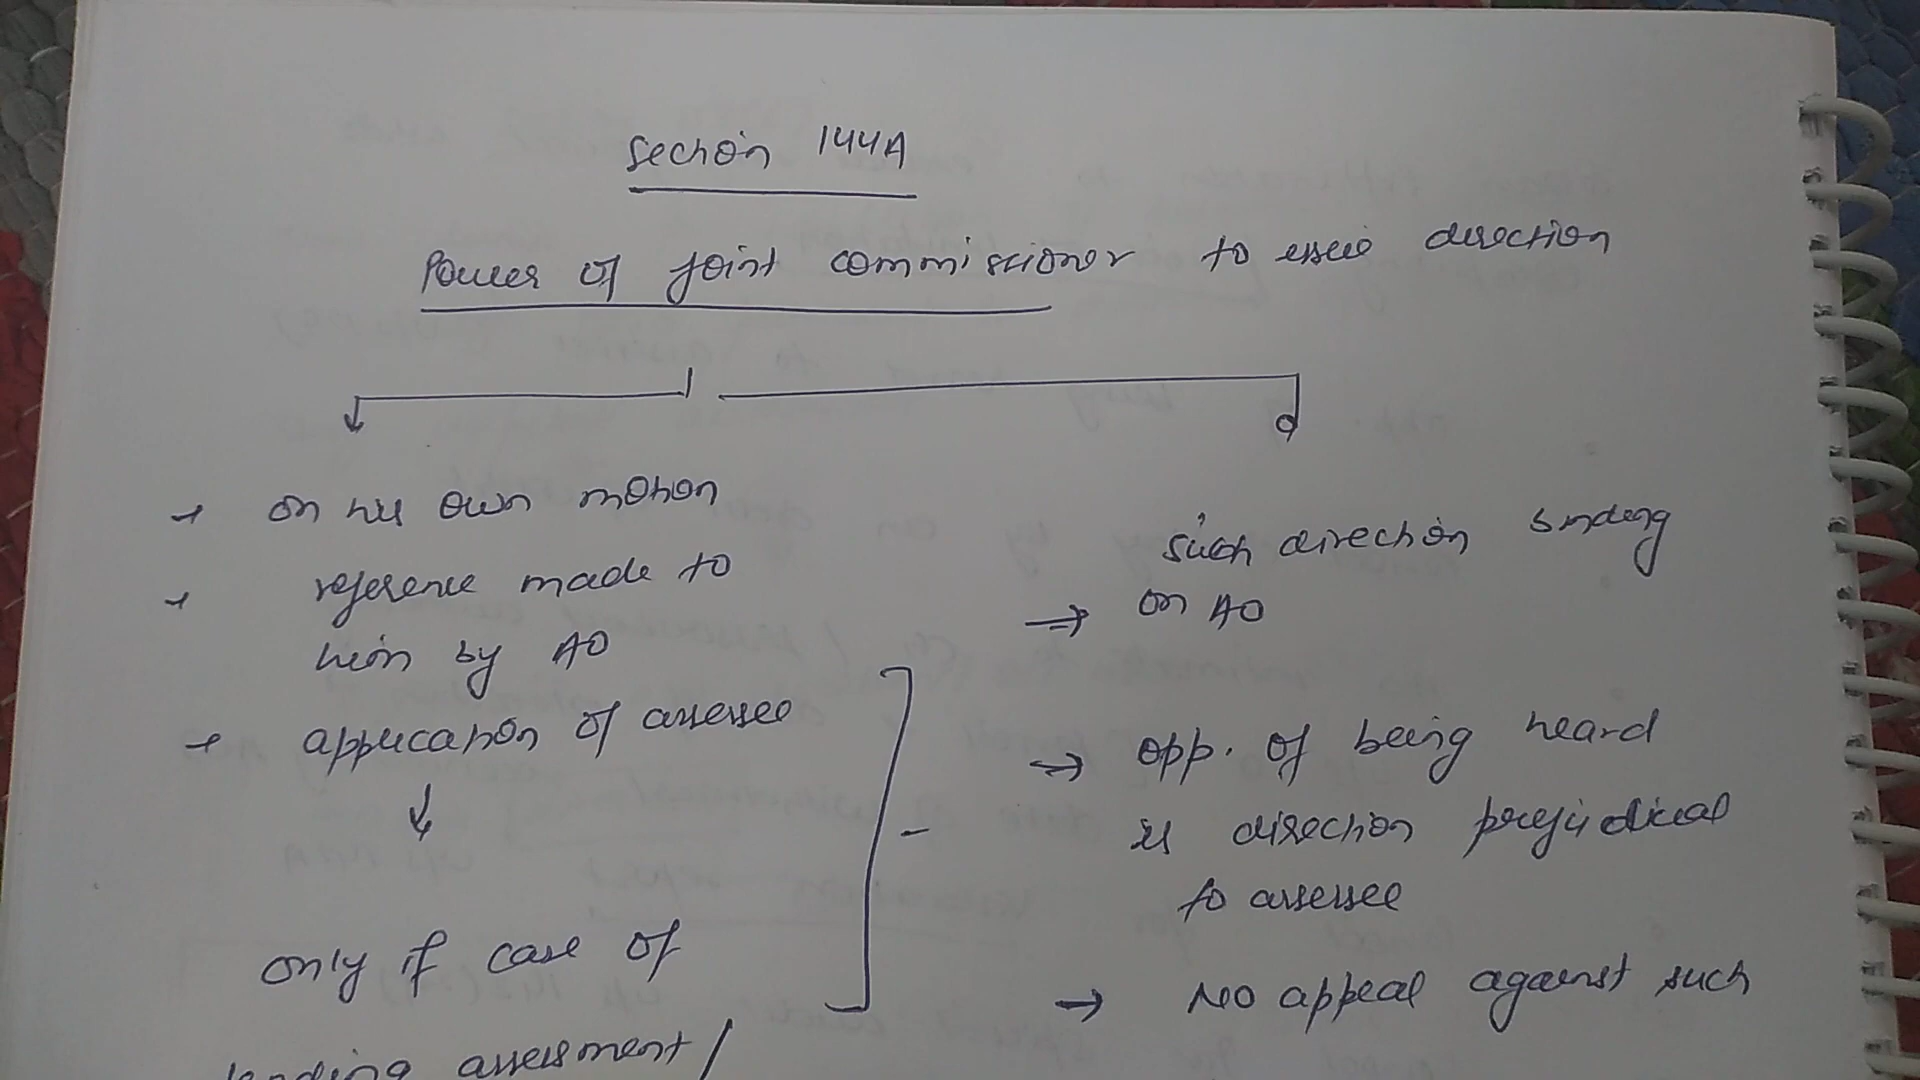 Section 144A
Power of Joint Commissioner to issue direction
on his own motion
reference made to
him by AO
application of assessee
only if case of
assessment /
such direction binding
on AO
opp. of being heard
is direction prejudicial
to assessee
No appeal against such